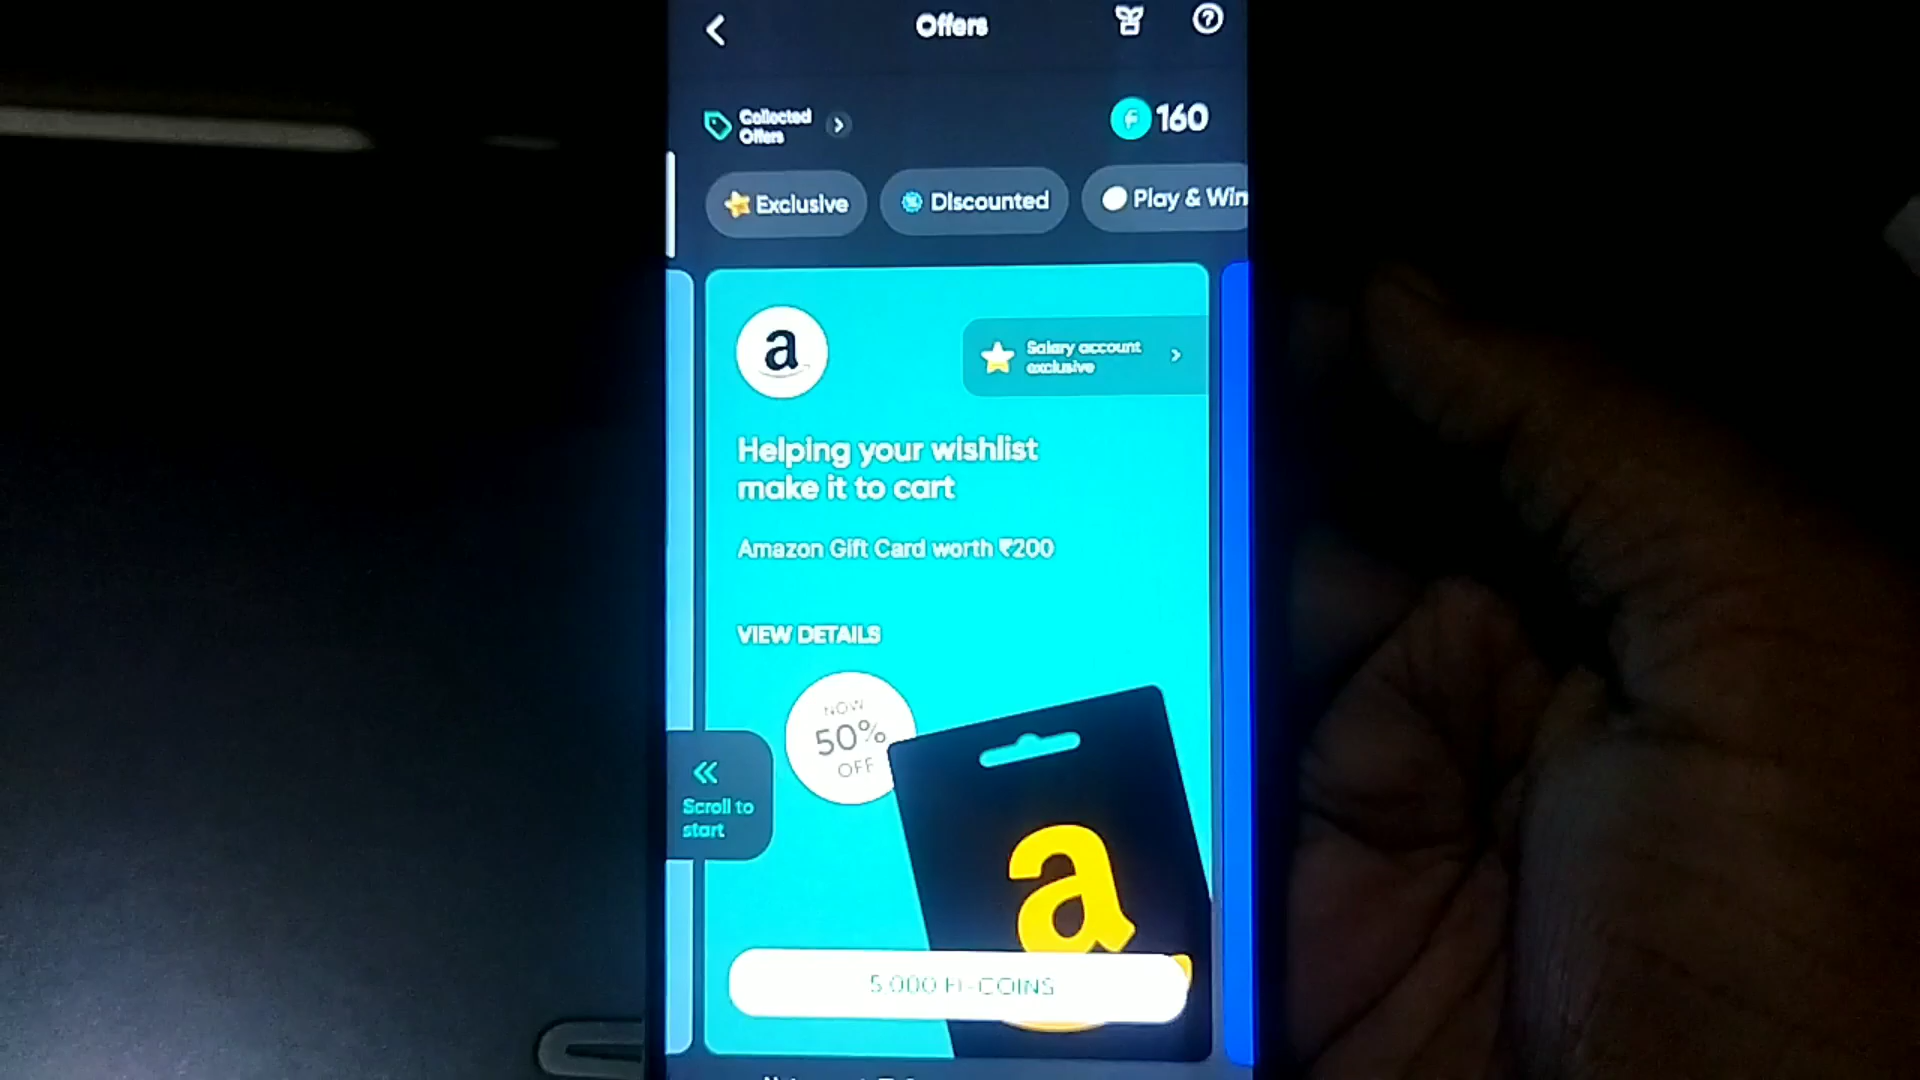 Offers
Collected
Offers
160
Exclusive
Discounted
Play & Win
a
Salary account
exclusive
Helping your wishlist
make it to cart
Amazon Gift Card worth ₹200
VIEW DETAILS
NOW
50%
OFF
Scroll to
start
a
5,000 FI-COINS